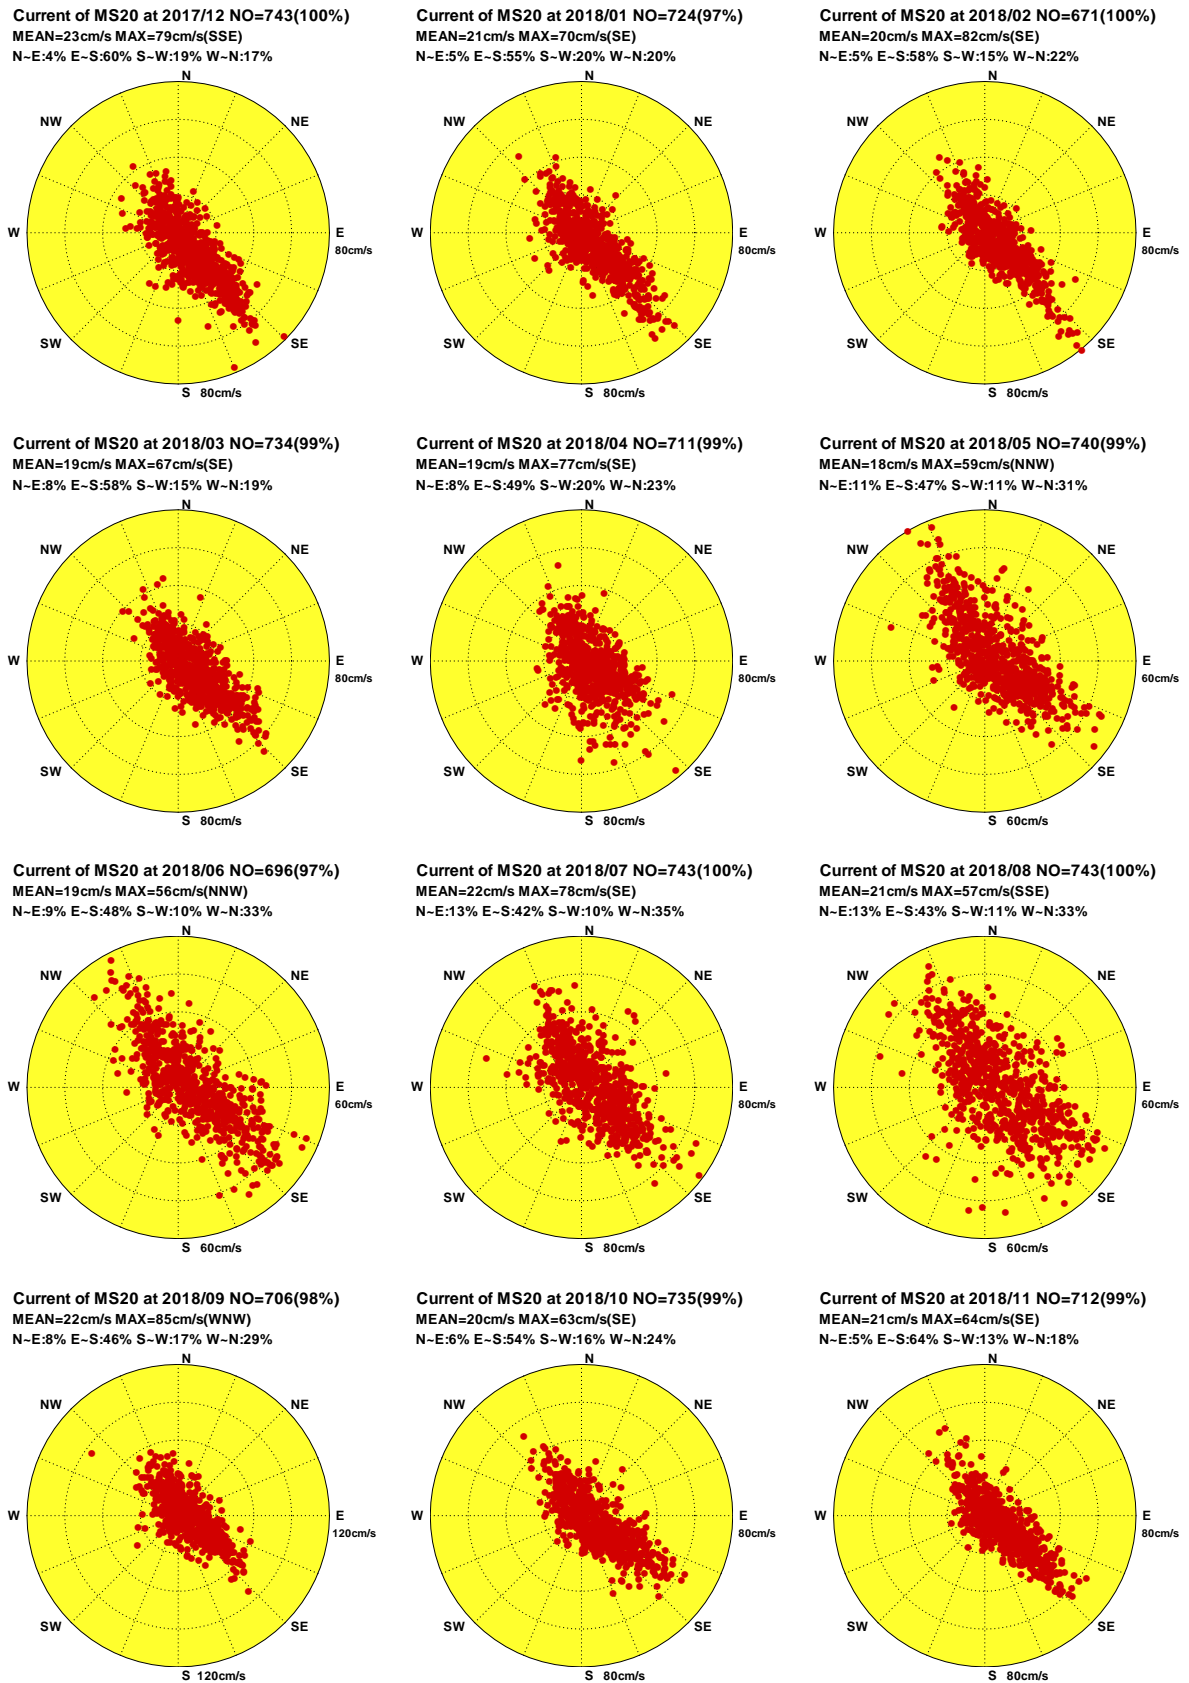 Current of MS20 at 2017/12 NO=743(100%)
MEAN=23cm/s MAX=79cm/s(SSE)
N~E:4% E~S:60% S~W:19% W~N:17%
N
NW
NE
W
E
80cm/s
SW
SE
S 80cm/s
Current of MS20 at 2018/01 NO=724(97%)
MEAN=21cm/s MAX=70cm/s(SE)
N~E:5% E~S:55% S~W:20% W~N:20%
N
NW
NE
W
E
80cm/s
SW
SE
S 80cm/s
Current of MS20 at 2018/02 NO=671(100%)
MEAN=20cm/s MAX=82cm/s(SE)
N~E:5% E~S:58% S~W:15% W~N:22%
N
NW
NE
W
E
80cm/s
SW
SE
S 80cm/s
Current of MS20 at 2018/03 NO=734(99%)
MEAN=19cm/s MAX=67cm/s(SE)
N~E:8% E~S:58% S~W:15% W~N:19%
N
NW
NE
W
E
80cm/s
SW
SE
S 80cm/s
Current of MS20 at 2018/04 NO=711(99%)
MEAN=19cm/s MAX=77cm/s(SE)
N~E:8% E~S:49% S~W:20% W~N:23%
N
NW
NE
W
E
80cm/s
SW
SE
S 80cm/s
Current of MS20 at 2018/05 NO=740(99%)
MEAN=18cm/s MAX=59cm/s(NNW)
N~E:11% E~S:47% S~W:11% W~N:31%
N
NW
NE
W
E
60cm/s
SW
SE
S 60cm/s
Current of MS20 at 2018/06 NO=696(97%)
MEAN=19cm/s MAX=56cm/s(NNW)
N~E:9% E~S:48% S~W:10% W~N:33%
N
NW
NE
W
E
60cm/s
SW
SE
S 60cm/s
Current of MS20 at 2018/07 NO=743(100%)
MEAN=22cm/s MAX=78cm/s(SE)
N~E:13% E~S:42% S~W:10% W~N:35%
N
NW
NE
W
E
80cm/s
SW
SE
S 80cm/s
Current of MS20 at 2018/08 NO=743(100%)
MEAN=21cm/s MAX=57cm/s(SSE)
N~E:13% E~S:43% S~W:11% W~N:33%
N
NW
NE
W
E
60cm/s
SW
SE
S 60cm/s
Current of MS20 at 2018/09 NO=706(98%)
MEAN=22cm/s MAX=85cm/s(WNW)
N~E:8% E~S:46% S~W:17% W~N:29%
N
NW
NE
W
E
120cm/s
SW
SE
S 120cm/s
Current of MS20 at 2018/10 NO=735(99%)
MEAN=20cm/s MAX=63cm/s(SE)
N~E:6% E~S:54% S~W:16% W~N:24%
N
NW
NE
W
E
80cm/s
SW
SE
S 80cm/s
Current of MS20 at 2018/11 NO=712(99%)
MEAN=21cm/s MAX=64cm/s(SE)
N~E:5% E~S:64% S~W:13% W~N:18%
N
NW
NE
W
E
80cm/s
SW
SE
S 80cm/s